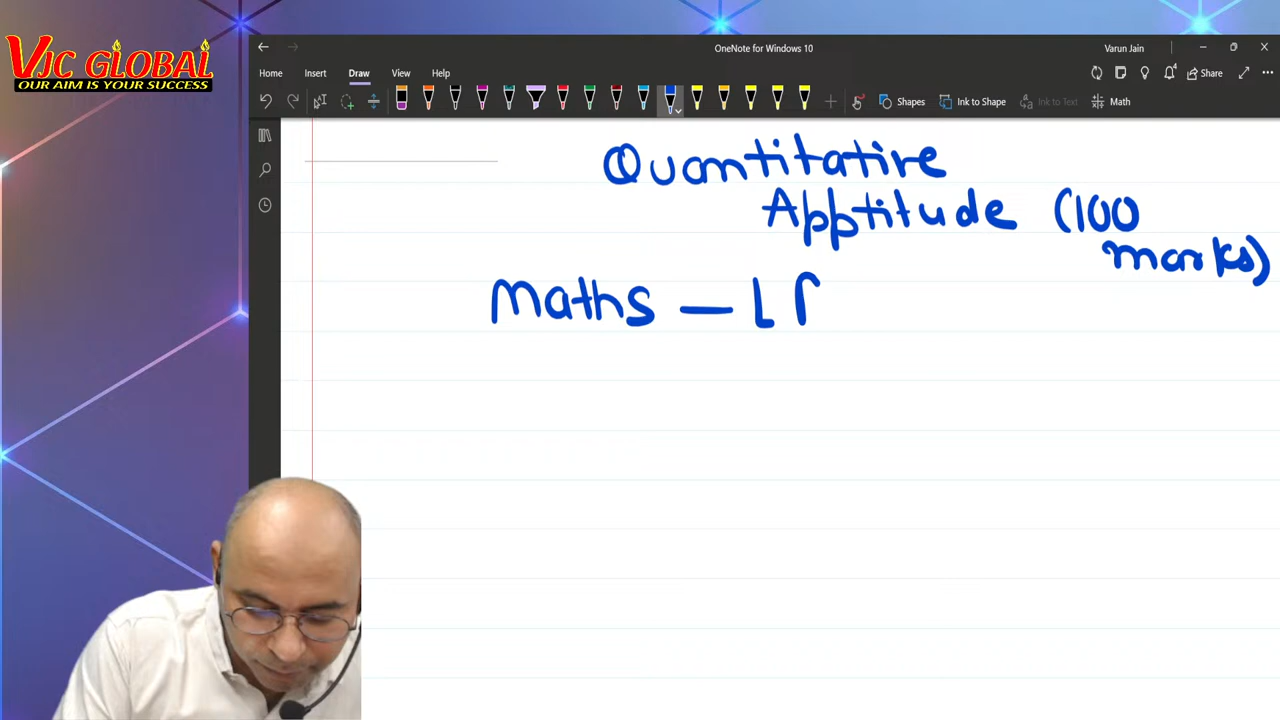 VJC GLOBAL
OUR AIM IS YOUR SUCCESS
OneNote for Windows 10
Varun Jain
Home Insert Draw View Help
Share
Shapes
Ink to Shape
Ink to Text
Math
Quantitative
Apptitude (100
marks)
Maths —